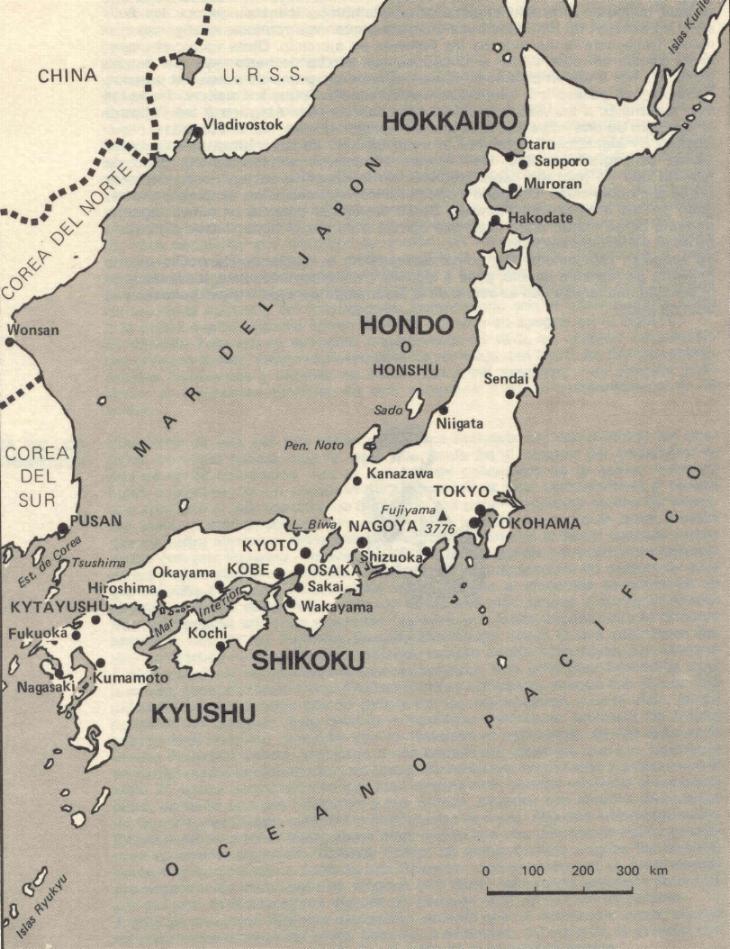 Islas Kurile
CHINA
U. R. S. S.
Vladivostok
HOKKAIDO
Otaru
Sapporo
Muroran
Hakodate
COREA DEL NORTE
MAR DEL JAPON
Wonsan
HONDO
O
HONSHU
Sendai
Sado
Niigata
Pen. Noto
COREA
DEL
SUR
Kanazawa
TOKYO
Fujiyama
3776
YOKOHAMA
PUSAN
L. Biwa
NAGOYA
KYOTO
Shizuoka
Est. de Corea
Tsushima
Okayama
KOBE
OSAKA
Hiroshima
Sakai
Mar Interior
Wakayama
KYTAYUSHU
Fukuoka
Kochi
SHIKOKU
Nagasaki
Kumamoto
KYUSHU
OCEANO PACIFICO
0 100 200 300 km
Islas Ryukyu